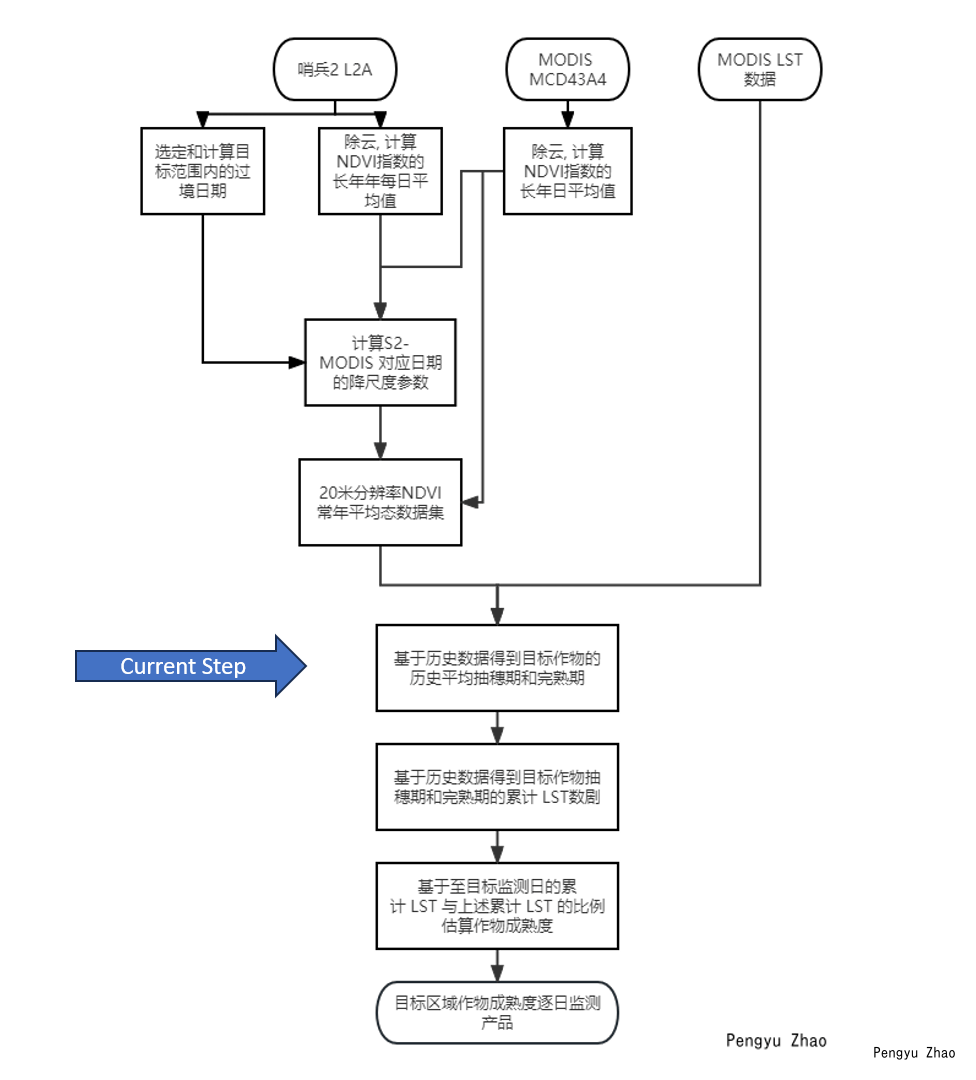 哨兵2 L2A
MODIS
MCD43A4
MODIS LST
数据
选定和计算目
标范围内的过
境日期
除云, 计算
NDVI指数的
长年年每日平
均值
除云, 计算
NDVI指数的
长年日平均值
计算S2-
MODIS 对应日期
的降尺度参数
20米分辨率NDVI
常年平均态数据集
Current Step
基于历史数据得到目标作物的
历史平均抽穗期和完熟期
基于历史数据得到目标作物抽
穗期和完熟期的累计 LST数剧
基于至目标监测日的累
计 LST 与上述累计 LST 的比例
估算作物成熟度
目标区域作物成熟度逐日监测
产品
Pengyu Zhao
Pengyu Zhao